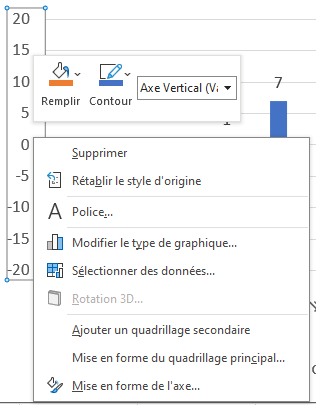 20
15
Remplir
Contour
Axe Vertical (Va
10
7
5
0
-5
-10
-15
-20
Supprimer
Rétablir le style d'origine
Police...
Modifier le type de graphique...
Sélectionner des données...
Rotation 3D...
Ajouter un quadrillage secondaire
Mise en forme du quadrillage principal...
Mise en forme de l'axe...